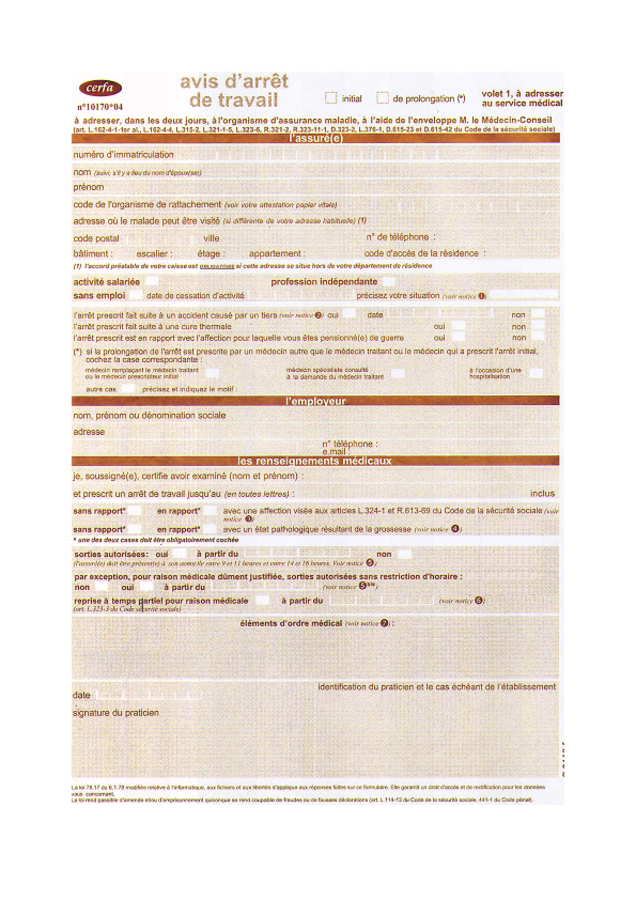 cerfa
n°10170*04
avis d'arrêt
de travail
initial
de prolongation (*)
volet 1, à adresser
au service médical
à adresser, dans les deux jours, à l'organisme d'assurance maladie, à l'aide de l'enveloppe M. le Médecin-Conseil
(art. L.162-4-1-1er al., L.162-4-4, L.315-2, L.321-1-5, L.323-6, R.321-2, R.323-11-1, D.323-2, L.376-1, D.615-23 et D.615-42 du Code de la sécurité sociale)
l'assuré(e)
numéro d'immatriculation
nom (suivi, s'il y a lieu du nom d'époux(se))
prénom
code de l'organisme de rattachement (voir votre attestation papier vitale)
adresse où le malade peut être visité (si différente de votre adresse habituelle) (1)
code postal ville n° de téléphone :
bâtiment : escalier : étage : appartement : code d'accès de la résidence :
(1) l'accord préalable de votre caisse est OBLIGATOIRE si cette adresse se situe hors de votre département de résidence
activité salariée profession indépendante
sans emploi date de cessation d'activité précisez votre situation (voir notice 1)
l'arrêt prescrit fait suite à un accident causé par un tiers (voir notice 2) oui date non
l'arrêt prescrit fait suite à une cure thermale oui non
l'arrêt prescrit est en rapport avec l'affection pour laquelle vous êtes pensionné(e) de guerre oui non
(*) si la prolongation de l'arrêt est prescrite par un médecin autre que le médecin traitant ou le médecin qui a prescrit l'arrêt initial,
cochez la case correspondante :
médecin remplaçant le médecin traitant
ou le médecin prescripteur initial
médecin spécialiste consulté
à la demande du médecin traitant
à l'occasion d'une
hospitalisation
autre cas précisez et indiquez le motif :
l'employeur
nom, prénom ou dénomination sociale
adresse
n° téléphone :
e.mail :
les renseignements médicaux
je, soussigné(e), certifie avoir examiné (nom et prénom) :
et prescrit un arrêt de travail jusqu'au (en toutes lettres) : inclus
sans rapport* en rapport* avec une affection visée aux articles L.324-1 et R.613-69 du Code de la sécurité sociale (voir
notice 3)
sans rapport* en rapport* avec un état pathologique résultant de la grossesse (voir notice 4)
* une des deux cases doit être obligatoirement cochée
sorties autorisées: oui à partir du non
(l'assuré(e) doit être présent(e) à son domicile entre 9 et 11 heures et entre 14 et 16 heures. Voir notice 5)
par exception, pour raison médicale dûment justifiée, sorties autorisées sans restriction d'horaire :
non oui à partir du (voir notice 5bis)
reprise à temps partiel pour raison médicale à partir du (voir notice 6)
(art. L.323-3 du Code sécurité sociale)
éléments d'ordre médical (voir notice 7) :
identification du praticien et le cas échéant de l'établissement
date
signature du praticien
La loi 78.17 du 6.1.78 modifiée relative à l'informatique, aux fichiers et aux libertés s'applique aux réponses faites sur ce formulaire. Elle garantit un droit d'accès et de rectification pour les données
vous concernant.
La loi rend passible d'amende et/ou d'emprisonnement quiconque se rend coupable de fraudes ou de fausses déclarations (art. L.114-13 du Code de la sécurité sociale, 441-1 du Code pénal).